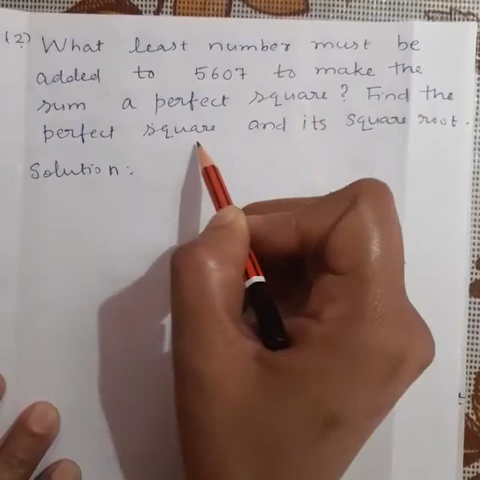 (2) What least number must be
added to 5607 to make the
sum a perfect square? Find the
perfect square and its square root.
Solution: